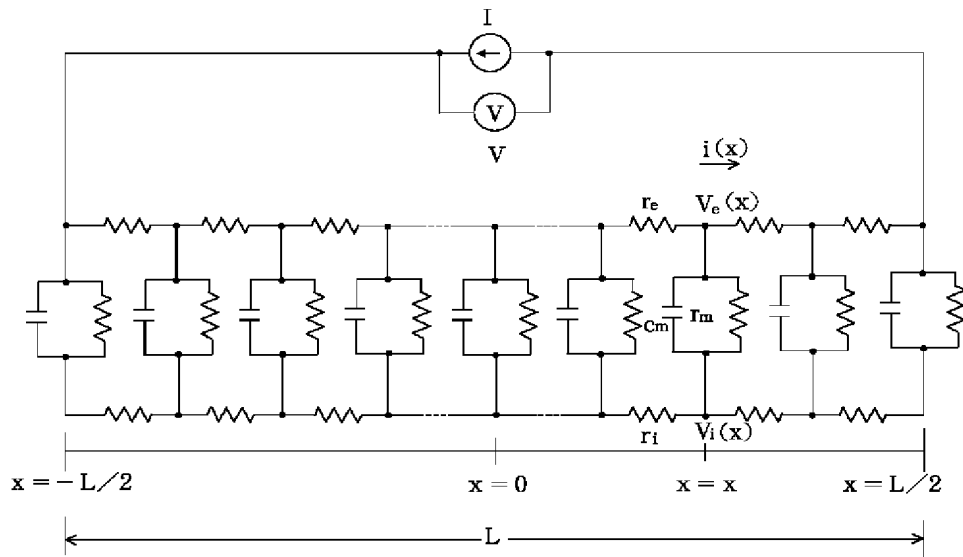 I
V
V
i(x)
re
Ve(x)
Cm
rm
ri
Vi(x)
x=-L/2
x=0
x=x
x=L/2
L